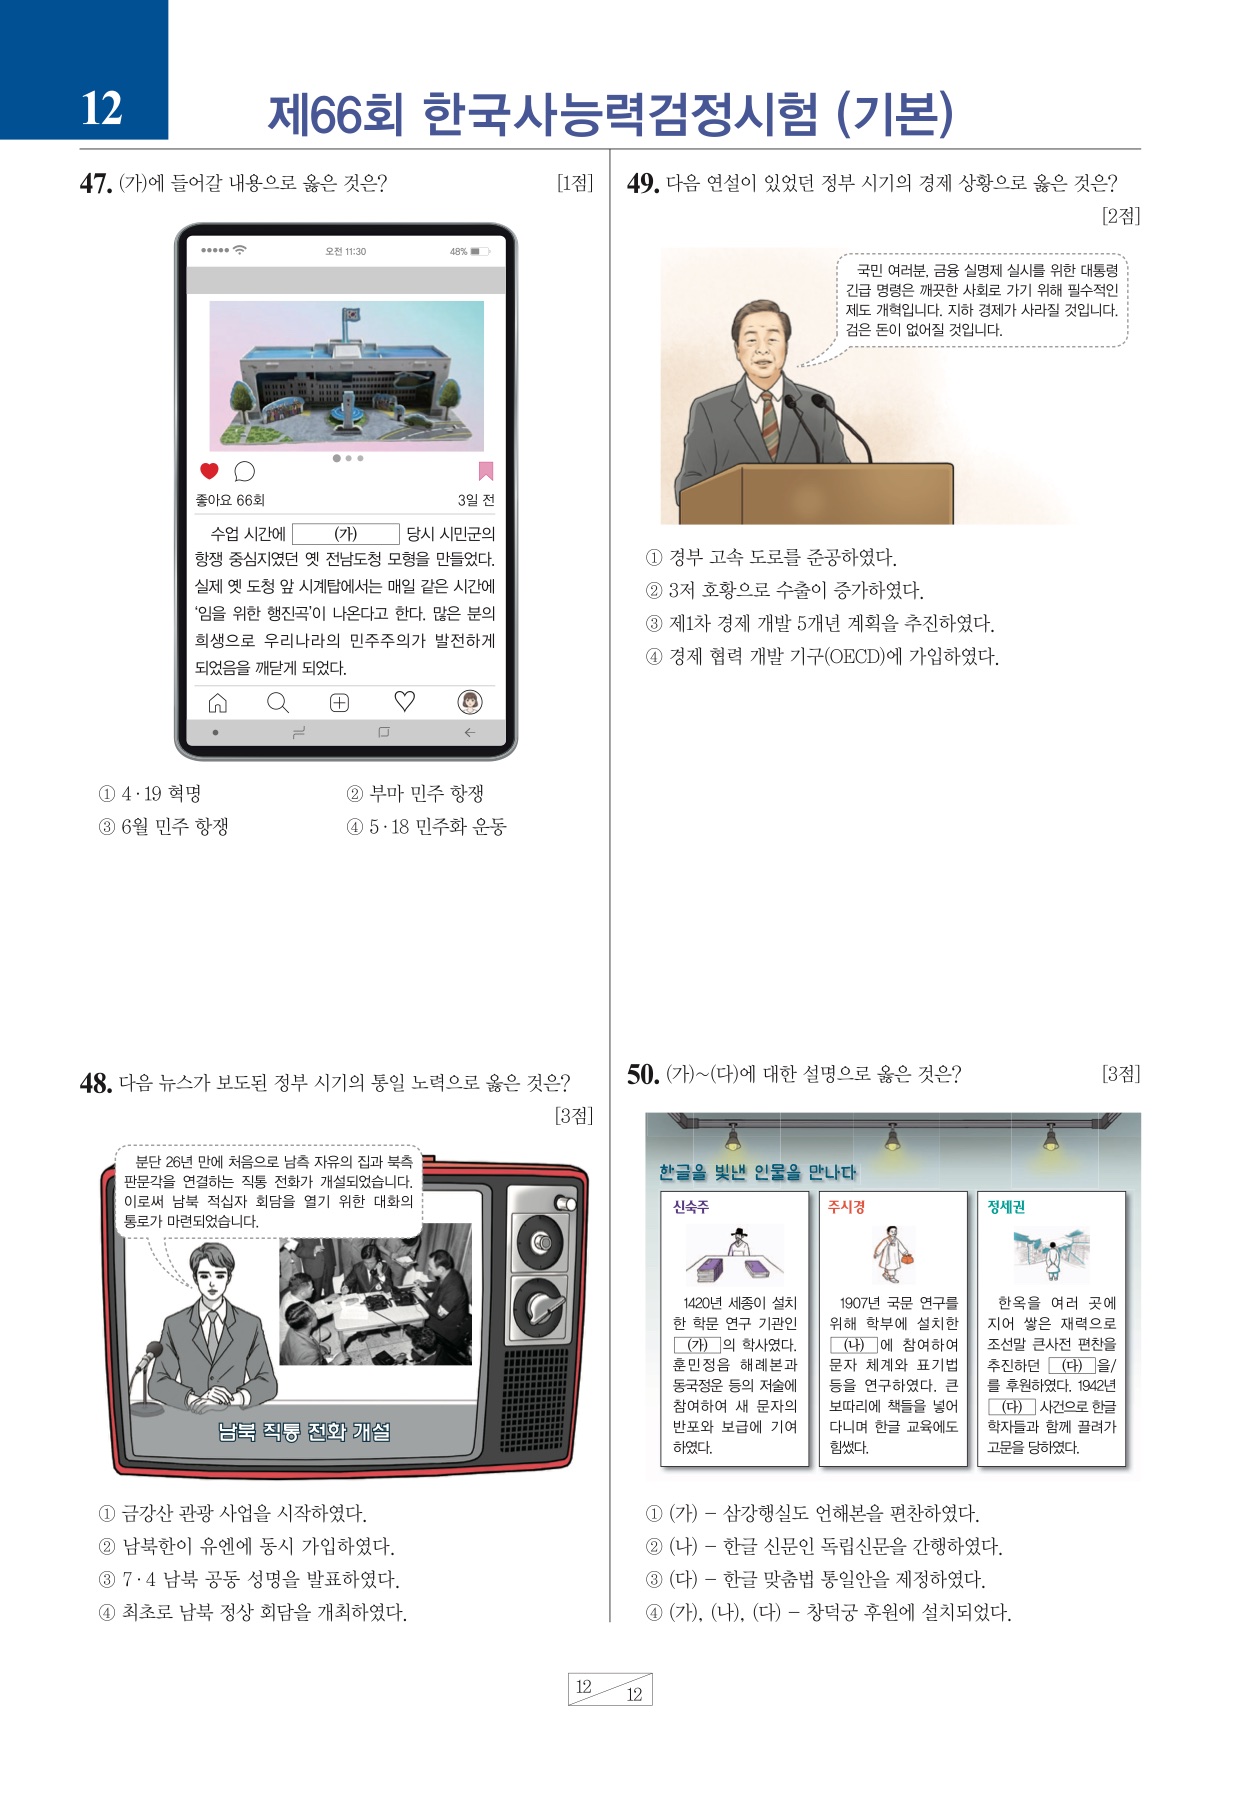 12
제66회 한국사능력검정시험 (기본)
47. (가)에 들어갈 내용으로 옳은 것은? [1점]
오전 11:30
48%
좋아요 66회
3일 전
수업 시간에 (가) 당시 시민군의
항쟁 중심지였던 옛 전남도청 모형을 만들었다.
실제 옛 도청 앞 시계탑에서는 매일 같은 시간에
'임을 위한 행진곡'이 나온다고 한다. 많은 분의
희생으로 우리나라의 민주주의가 발전하게
되었음을 깨닫게 되었다.
① 4·19 혁명
② 부마 민주 항쟁
③ 6월 민주 항쟁
④ 5·18 민주화 운동
48. 다음 뉴스가 보도된 정부 시기의 통일 노력으로 옳은 것은?
[3점]
분단 26년 만에 처음으로 남측 자유의 집과 북측
판문각을 연결하는 직통 전화가 개설되었습니다.
이로써 남북 적십자 회담을 열기 위한 대화의
통로가 마련되었습니다.
남북 직통 전화 개설
① 금강산 관광 사업을 시작하였다.
② 남북한이 유엔에 동시 가입하였다.
③ 7·4 남북 공동 성명을 발표하였다.
④ 최초로 남북 정상 회담을 개최하였다.
49. 다음 연설이 있었던 정부 시기의 경제 상황으로 옳은 것은?
[2점]
국민 여러분, 금융 실명제 실시를 위한 대통령
긴급 명령은 깨끗한 사회로 가기 위해 필수적인
제도 개혁입니다. 지하 경제가 사라질 것입니다.
검은 돈이 없어질 것입니다.
① 경부 고속 도로를 준공하였다.
② 3저 호황으로 수출이 증가하였다.
③ 제1차 경제 개발 5개년 계획을 추진하였다.
④ 경제 협력 개발 기구(OECD)에 가입하였다.
50. (가)~(다)에 대한 설명으로 옳은 것은? [3점]
한글을 빛낸 인물을 만나다
신숙주
1420년 세종이 설치
한 학문 연구 기관인
(가) 의 학사였다.
훈민정음 해례본과
동국정운 등의 저술에
참여하여 새 문자의
반포와 보급에 기여
하였다.
주시경
1907년 국문 연구를
위해 학부에 설치한
(나) 에 참여하여
문자 체계와 표기법
등을 연구하였다. 큰
보따리에 책들을 넣어
다니며 한글 교육에도
힘썼다.
정세권
한옥을 여러 곳에
지어 쌓은 재력으로
조선말 큰사전 편찬을
추진하던 (다) 을/
를 후원하였다. 1942년
(다) 사건으로 한글
학자들과 함께 끌려가
고문을 당하였다.
① (가) - 삼강행실도 언해본을 편찬하였다.
② (나) - 한글 신문인 독립신문을 간행하였다.
③ (다) - 한글 맞춤법 통일안을 제정하였다.
④ (가), (나), (다) - 창덕궁 후원에 설치되었다.
12
12